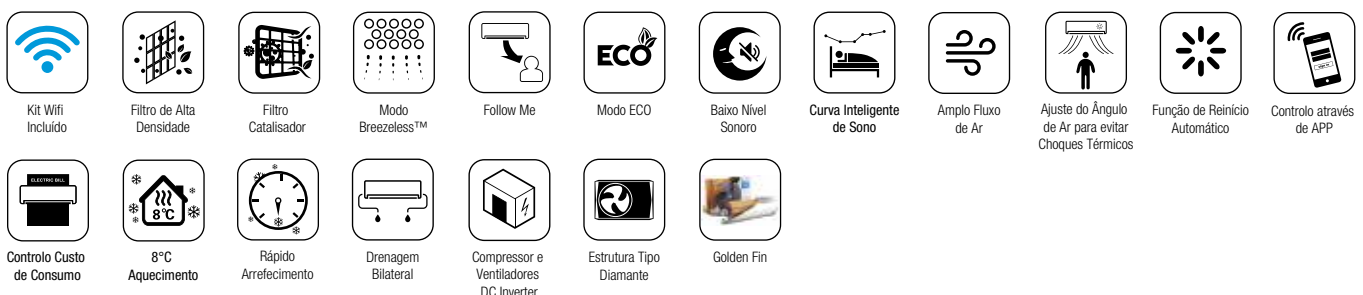 ECO
Kit Wifi
Incluído
Filtro de Alta
Densidade
Filtro
Catalisador
Modo
Breezeless™
Follow Me
Modo ECO
Baixo Nível
Sonoro
Curva Inteligente
de Sono
Amplo Fluxo
de Ar
Ajuste do Ângulo
de Ar para evitar
Choques Térmicos
Função de Reinício
Automático
Controlo através
de APP
ELECTRIC BILL
8°C
Controlo Custo
de Consumo
8°C
Aquecimento
Rápido
Arrefecimento
Drenagem
Bilateral
Compressor e
Ventiladores
DC Inverter
Estrutura Tipo
Diamante
Golden Fin